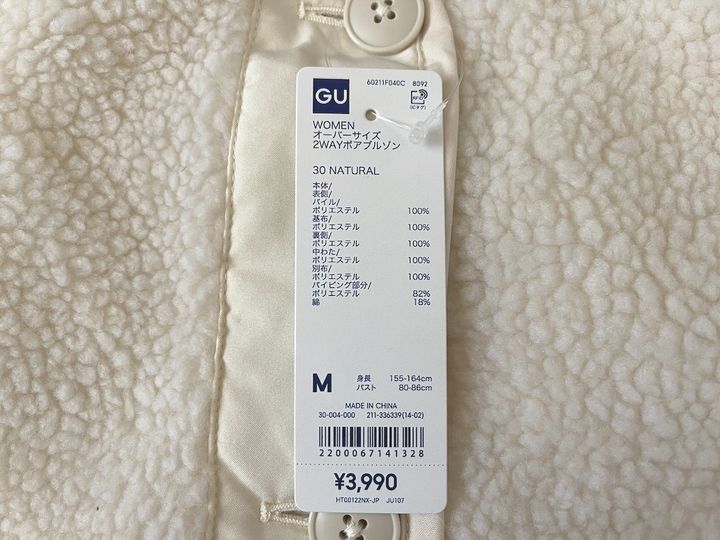 60211F040C 8092
GU
RFID
(ICタグ)
WOMEN
オーバーサイズ
2WAYボアブルゾン
30 NATURAL
本体/
表側/
パイル/
ポリエステル 100%
基布/
ポリエステル 100%
裏側/
ポリエステル 100%
中わた/
ポリエステル 100%
別布/
ポリエステル 100%
パイピング部分/
ポリエステル 82%
綿 18%
M 身長 155-164cm
バスト 80-86cm
MADE IN CHINA
30-004-000 211-336339(14-02)
2200067141328
¥3,990
HT00122NX-JP JU107